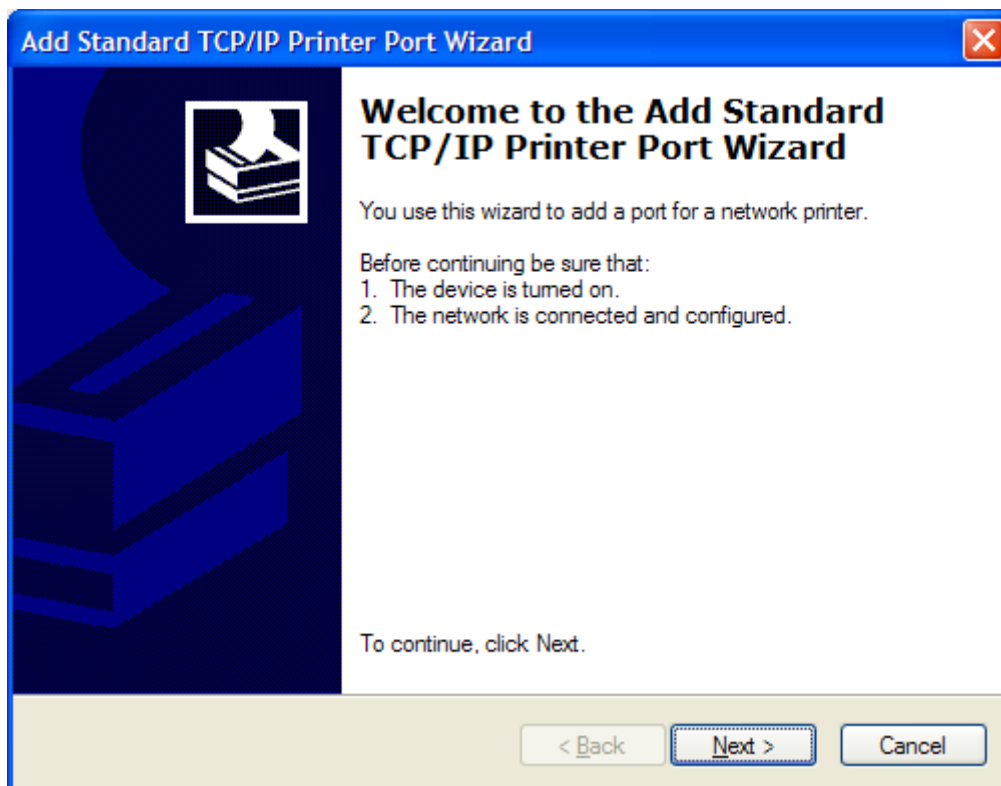 Add Standard TCP/IP Printer Port Wizard
Welcome to the Add Standard
TCP/IP Printer Port Wizard
You use this wizard to add a port for a network printer.
Before continuing be sure that:
1. The device is turned on.
2. The network is connected and configured.
To continue, click Next.
< Back Next > Cancel